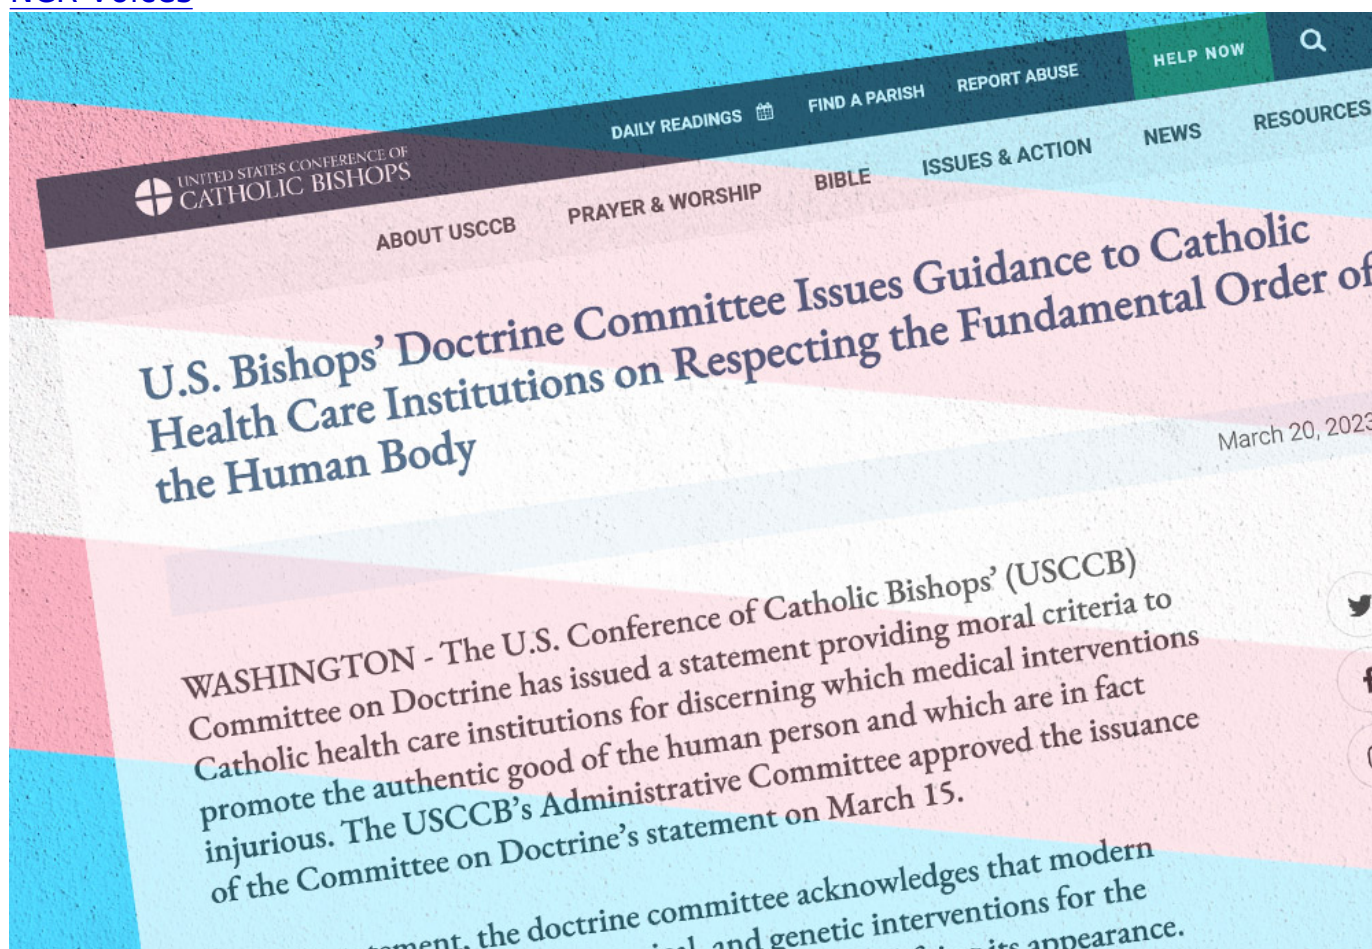 NCR Voices
DAILY READINGS
FIND A PARISH
REPORT ABUSE
HELP NOW
UNITED STATES CONFERENCE OF
CATHOLIC BISHOPS
ABOUT USCCB
PRAYER & WORSHIP
BIBLE
ISSUES & ACTION
NEWS
RESOURCES
U.S. Bishops’ Doctrine Committee Issues Guidance to Catholic
Health Care Institutions on Respecting the Fundamental Order of
the Human Body
March 20, 2023
WASHINGTON - The U.S. Conference of Catholic Bishops’ (USCCB)
Committee on Doctrine has issued a statement providing moral criteria to
Catholic health care institutions for discerning which medical interventions
promote the authentic good of the human person and which are in fact
injurious. The USCCB’s Administrative Committee approved the issuance
of the Committee on Doctrine’s statement on March 15.
the doctrine committee acknowledges that modern
and genetic interventions for the
its appearance.